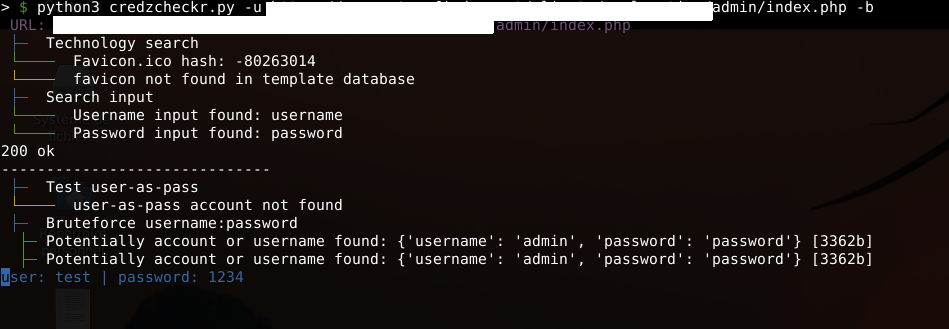 > $ python3 credzcheckr.py -u admin/index.php -b
URL: admin/index.php
Technology search
Favicon.ico hash: -80263014
favicon not found in template database
Search input
Username input found: username
Password input found: password
200 ok
------------------------------
Test user-as-pass
user-as-pass account not found
Bruteforce username:password
Potentially account or username found: {'username': 'admin', 'password': 'password'} [3362b]
Potentially account or username found: {'username': 'admin', 'password': 'password'} [3362b]
user: test | password: 1234